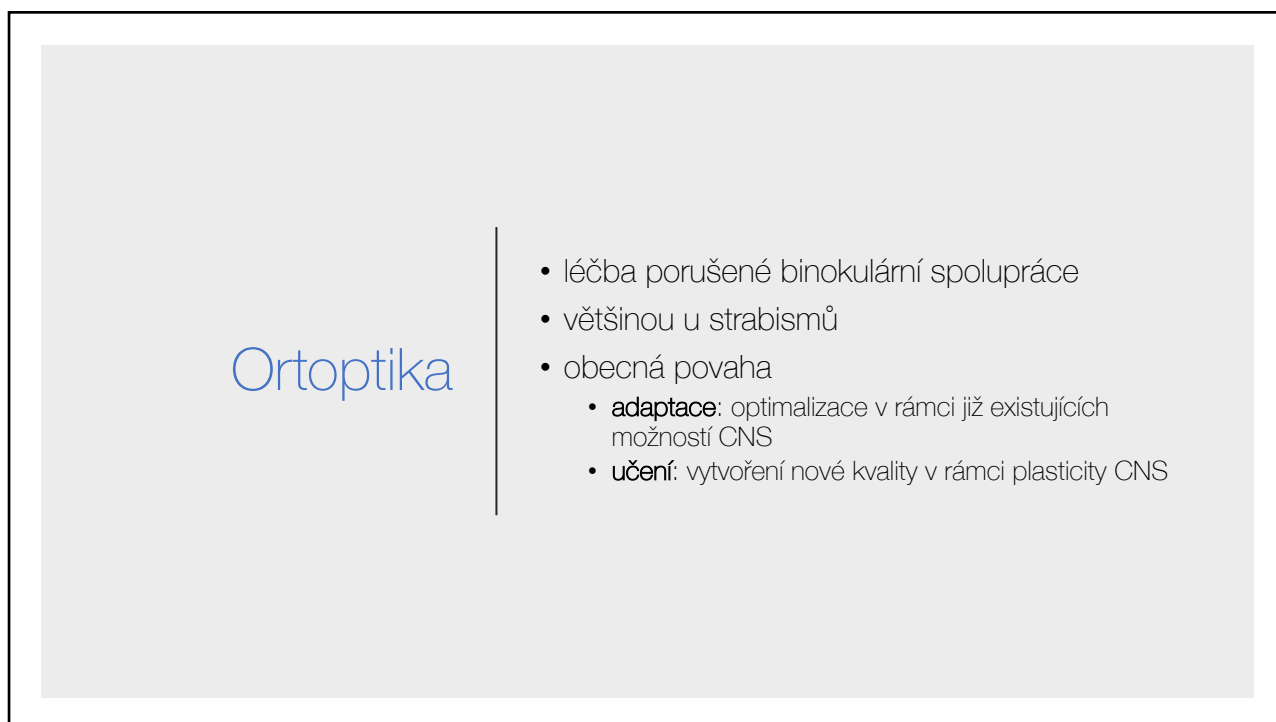 Ortoptika
• léčba porušené binokulární spolupráce
• většinou u strabismů
• obecná povaha
• adaptace: optimalizace v rámci již existujících
možností CNS
• učení: vytvoření nové kvality v rámci plasticity CNS